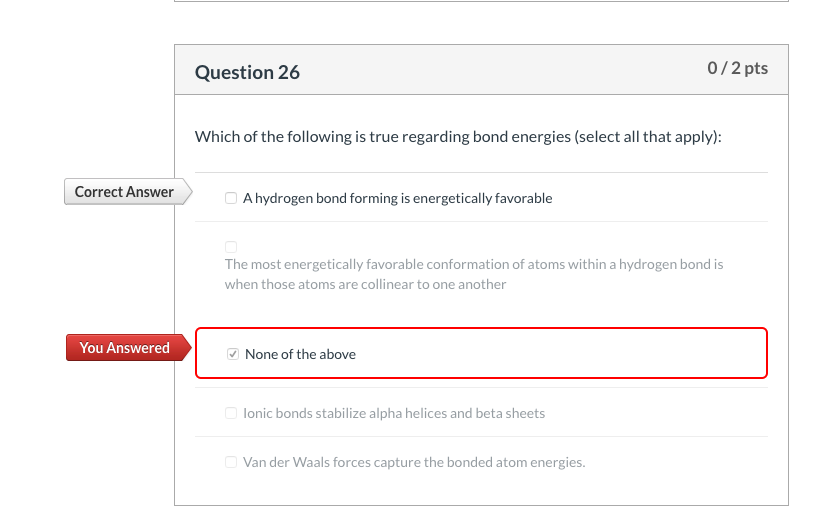 Question 26
0 / 2 pts
Which of the following is true regarding bond energies (select all that apply):
Correct Answer
A hydrogen bond forming is energetically favorable
The most energetically favorable conformation of atoms within a hydrogen bond is
when those atoms are collinear to one another
You Answered
None of the above
Ionic bonds stabilize alpha helices and beta sheets
Van der Waals forces capture the bonded atom energies.